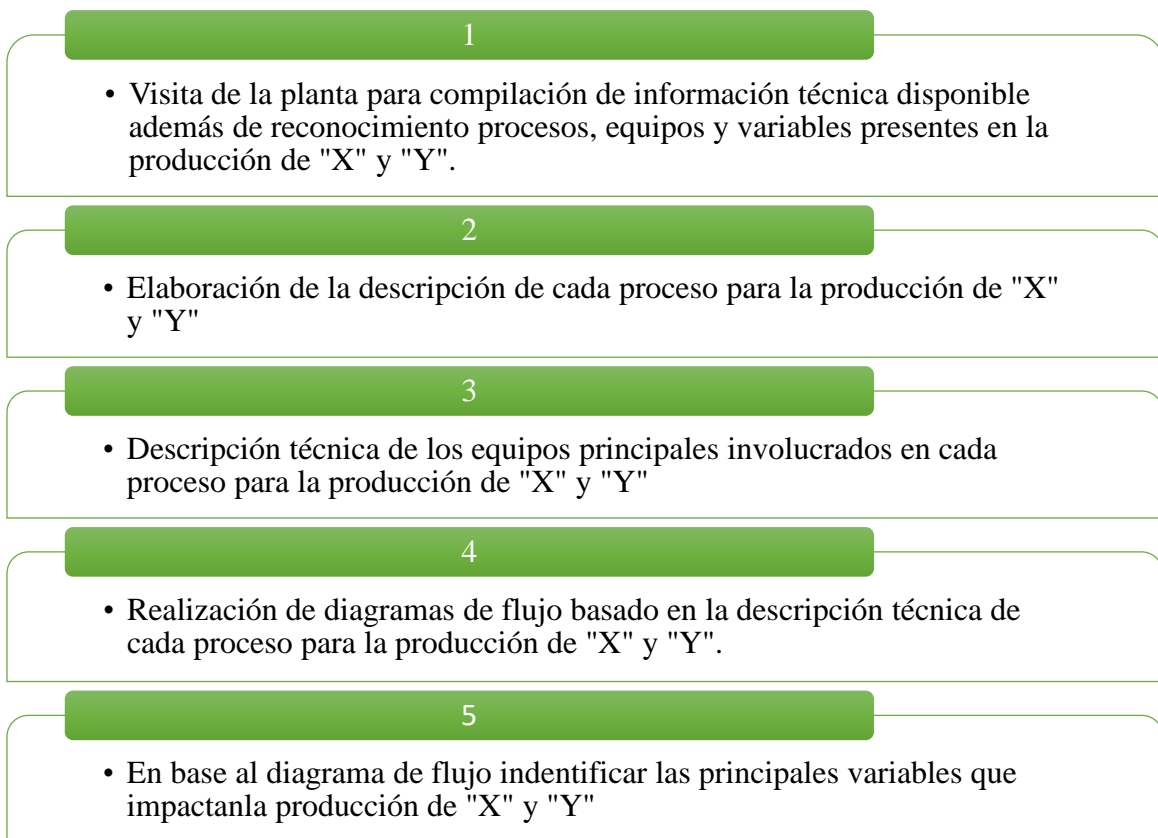 1
• Visita de la planta para compilación de información técnica disponible
además de reconocimiento procesos, equipos y variables presentes en la
producción de "X" y "Y".
2
• Elaboración de la descripción de cada proceso para la producción de "X"
y "Y"
3
• Descripción técnica de los equipos principales involucrados en cada
proceso para la producción de "X" y "Y"
4
• Realización de diagramas de flujo basado en la descripción técnica de
cada proceso para la producción de "X" y "Y".
5
• En base al diagrama de flujo indentificar las principales variables que
impactanla producción de "X" y "Y"